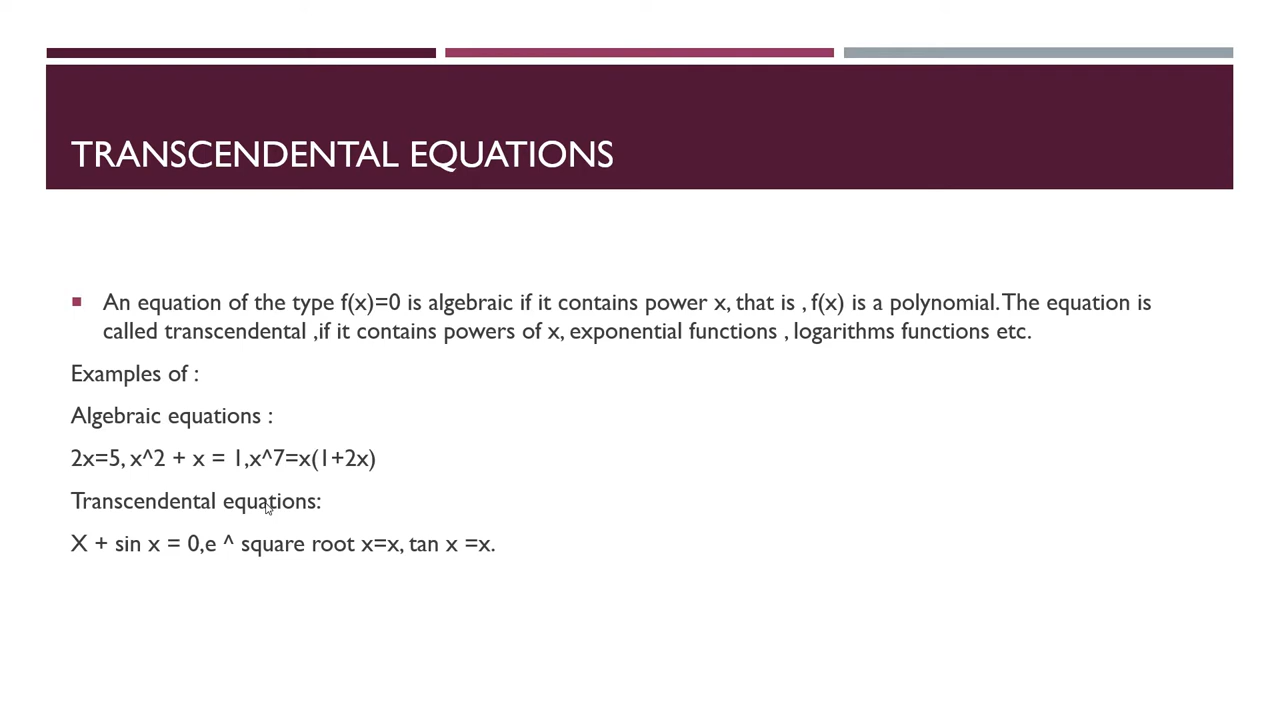 TRANSCENDENTAL EQUATIONS
An equation of the type f(x)=0 is algebraic if it contains power x, that is , f(x) is a polynomial. The equation is
called transcendental ,if it contains powers of x, exponential functions , logarithms functions etc.
Examples of :
Algebraic equations :
2x=5, x^2 + x = 1,x^7=x(1+2x)
Transcendental equations:
X + sin x = 0,e ^ square root x=x, tan x =x.